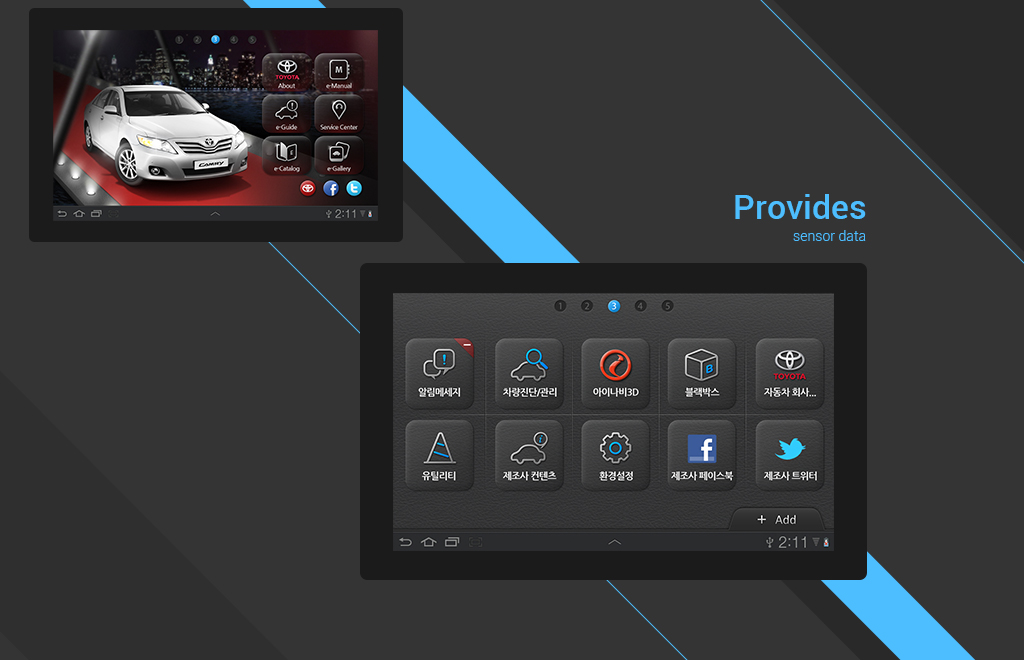 1 2 3 4 5
TOYOTA
About
M
e-Manual
e-Guide
Service Center
e-Catalog
e-Gallery
CAMRY
f
t
2:11
Provides
sensor data
1 2 3 4 5
알림메세지
차량진단/관리
아이나비3D
B
블랙박스
TOYOTA
자동차 회사...
유틸리티
i
제조사 컨텐츠
환경설정
f
제조사 페이스북
제조사 트위터
+ Add
2:11